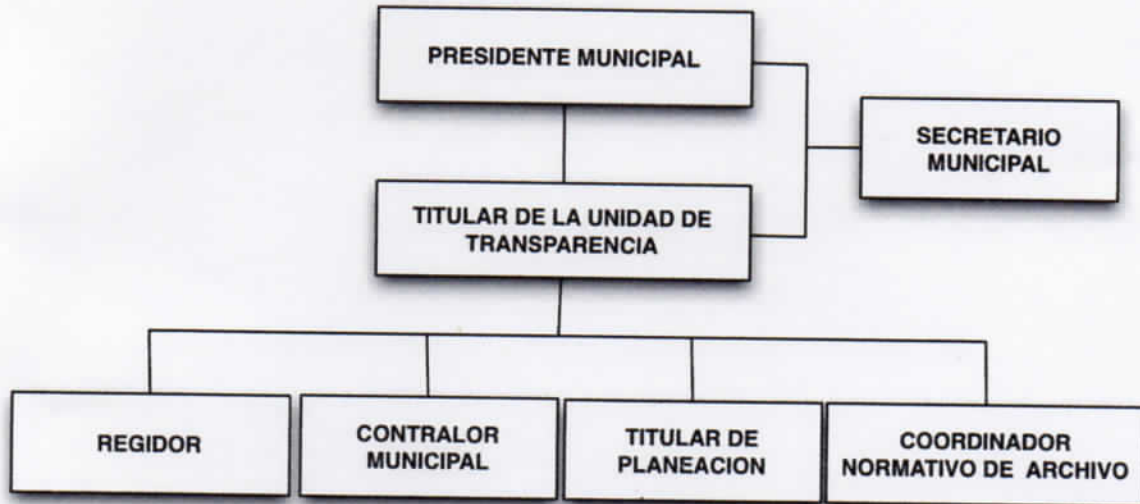 PRESIDENTE MUNICIPAL
SECRETARIO
MUNICIPAL
TITULAR DE LA UNIDAD DE
TRANSPARENCIA
REGIDOR
CONTRALOR
MUNICIPAL
TITULAR DE
PLANEACION
COORDINADOR
NORMATIVO DE ARCHIVO